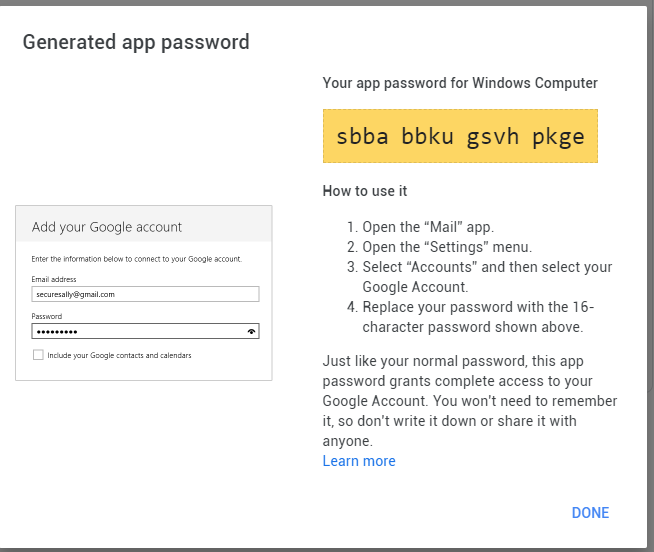 Generated app password
Your app password for Windows Computer
sbba bbku gsvh pkge
How to use it
1. Open the “Mail” app.
2. Open the “Settings” menu.
3. Select “Accounts” and then select your
Google Account.
4. Replace your password with the 16-
character password shown above.
Just like your normal password, this app
password grants complete access to your
Google Account. You won't need to remember
it, so don't write it down or share it with
anyone.
Learn more
Add your Google account
Enter the information below to connect to your Google account.
Email address
securesally@gmail.com
Password
•••••••••
Include your Google contacts and calendars
DONE